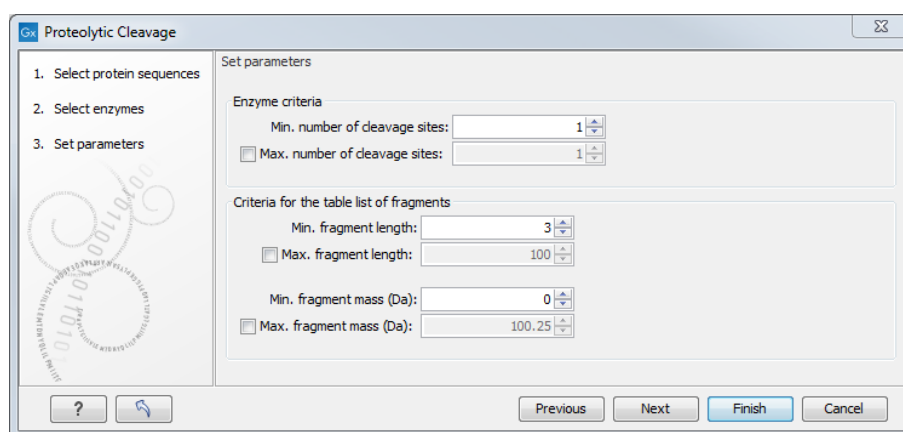 Gx Proteolytic Cleavage
1. Select protein sequences
2. Select enzymes
3. Set parameters
Set parameters
Enzyme criteria
Min. number of cleavage sites: 1
Max. number of cleavage sites: 1
Criteria for the table list of fragments
Min. fragment length: 3
Max. fragment length: 100
Min. fragment mass (Da): 0
Max. fragment mass (Da): 100.25
? Previous Next Finish Cancel